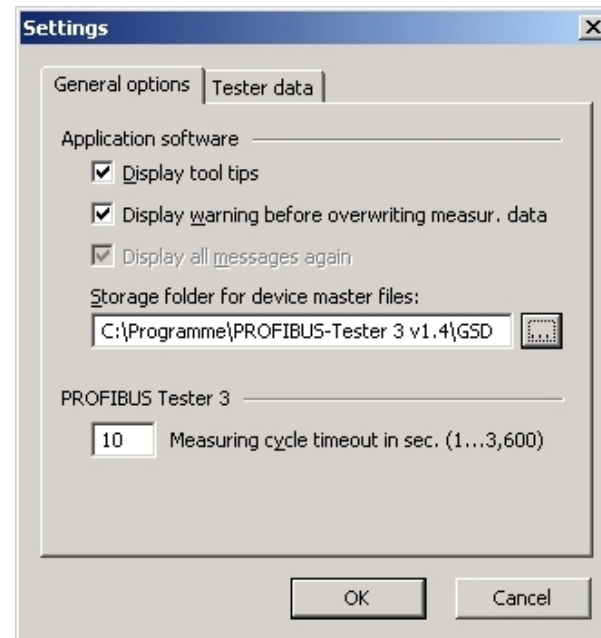 Settings
General options
Tester data
Application software
Display tool tips
Display warning before overwriting measur. data
Display all messages again
Storage folder for device master files:
C:\Programme\PROFIBUS-Tester 3 v1.4\GSD
...
PROFIBUS Tester 3
10 Measuring cycle timeout in sec. (1...3,600)
OK
Cancel